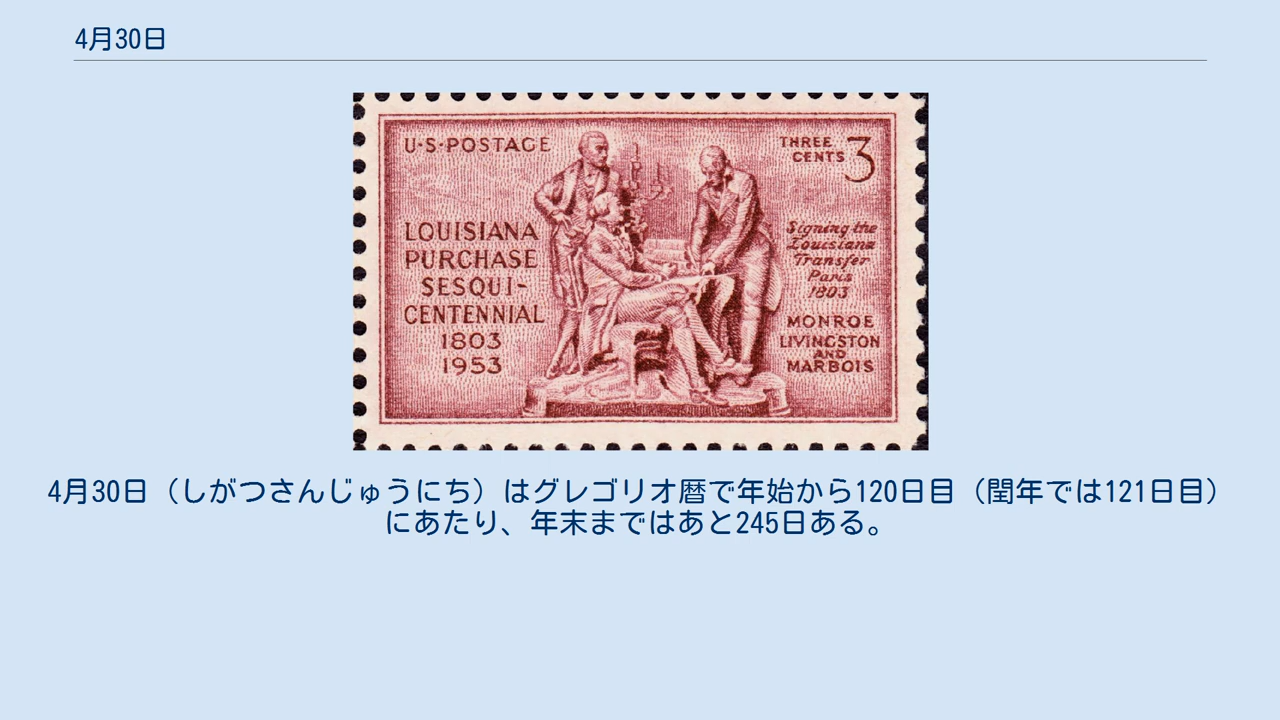 4月30日
U·S·POSTAGE
THREE
CENTS 3
LOUISIANA
PURCHASE
SESQUI-
CENTENNIAL
1803
1953
Signing the
Louisiana
Transfer
Paris
1803
MONROE
LIVINGSTON
AND
MARBOIS
4月30日（しがつさんじゅうにち）はグレゴリオ暦で年始から120日目（閏年では121日目）
にあたり、年末まではあと245日ある。